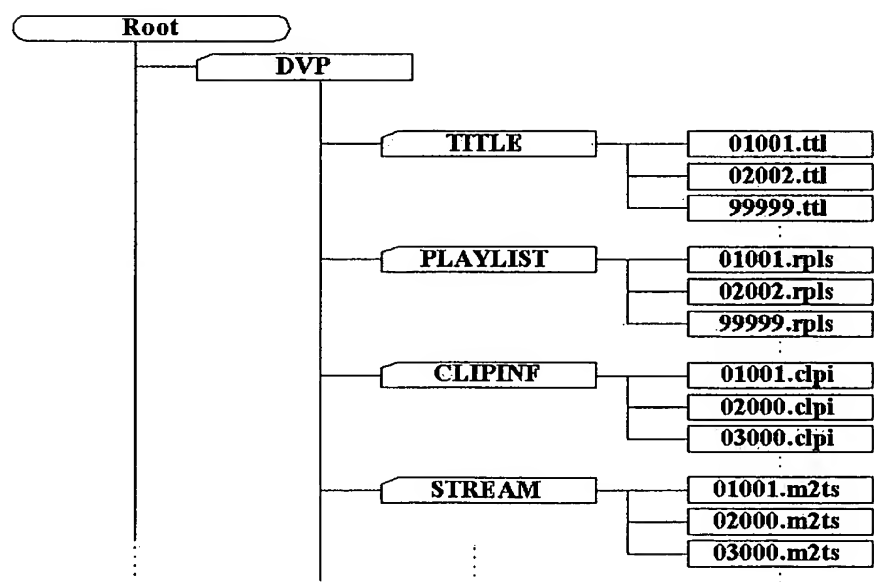 Root
DVP
TITLE
01001.ttl
02002.ttl
99999.ttl
PLAYLIST
01001.rpls
02002.rpls
99999.rpls
CLIPINF
01001.clpi
02000.clpi
03000.clpi
STREAM
01001.m2ts
02000.m2ts
03000.m2ts